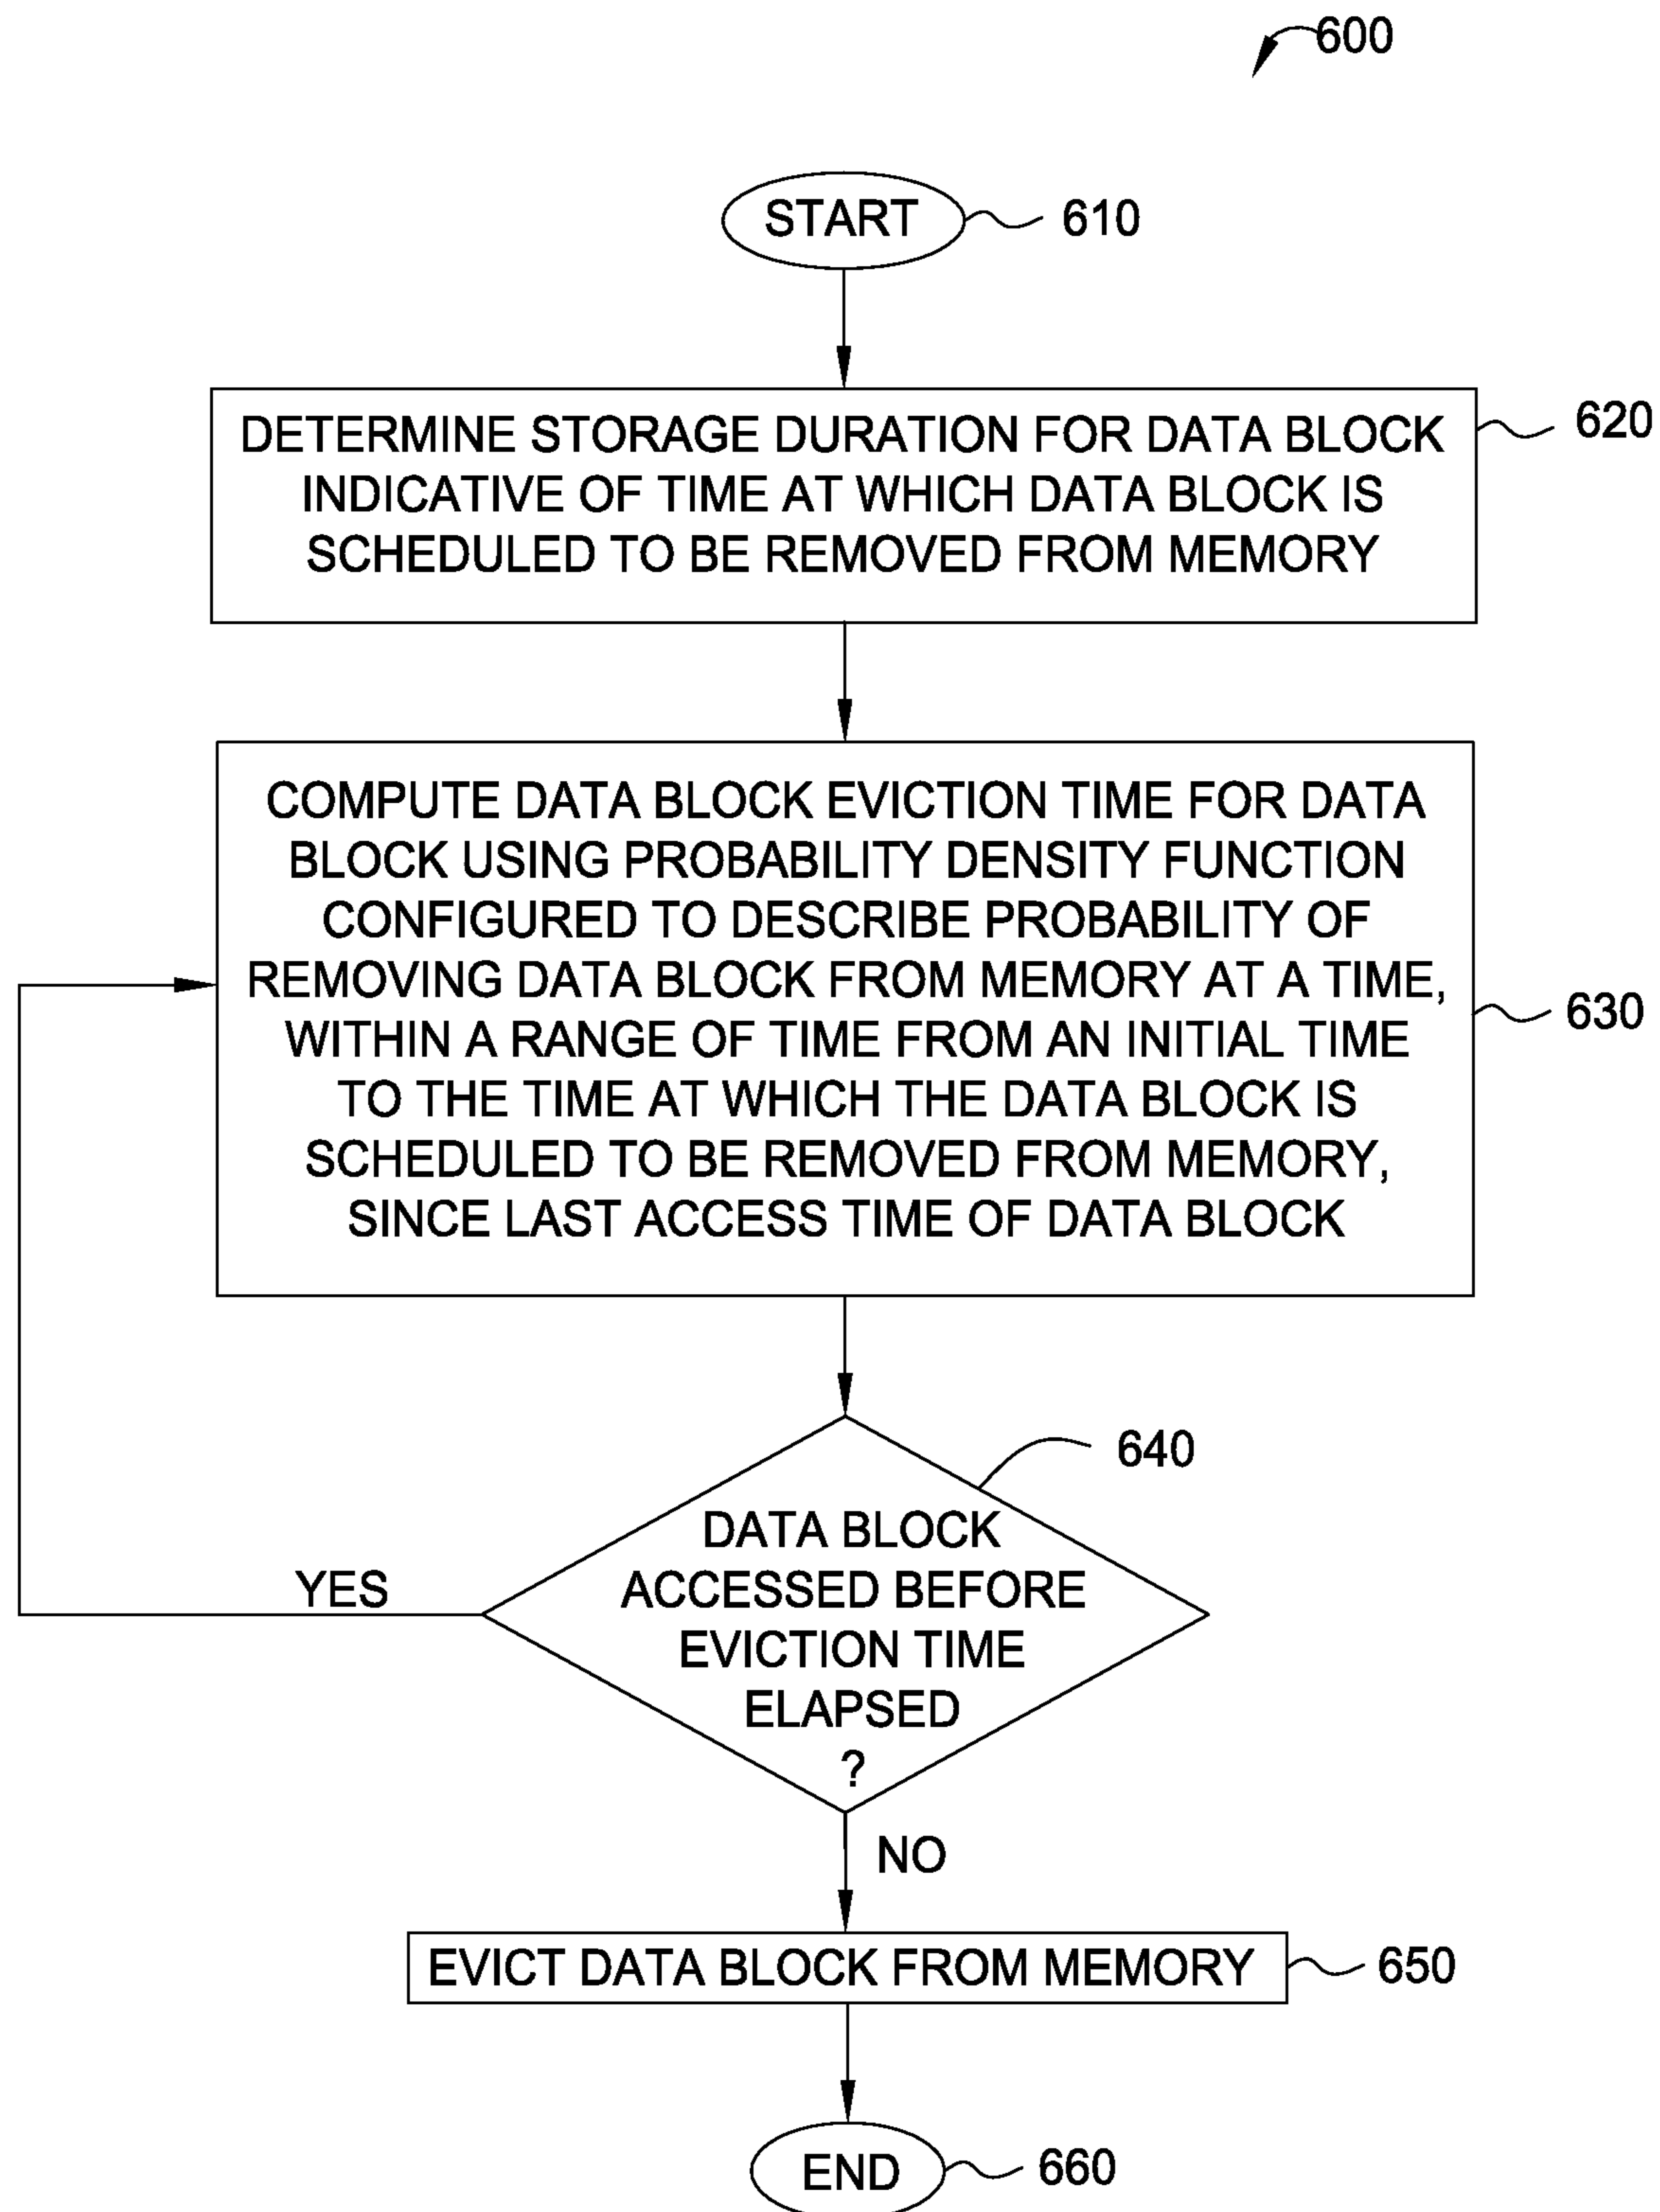 600
START
610
DETERMINE STORAGE DURATION FOR DATA BLOCK
INDICATIVE OF TIME AT WHICH DATA BLOCK IS
SCHEDULED TO BE REMOVED FROM MEMORY
620
COMPUTE DATA BLOCK EVICTION TIME FOR DATA
BLOCK USING PROBABILITY DENSITY FUNCTION
CONFIGURED TO DESCRIBE PROBABILITY OF
REMOVING DATA BLOCK FROM MEMORY AT A TIME,
WITHIN A RANGE OF TIME FROM AN INITIAL TIME
TO THE TIME AT WHICH THE DATA BLOCK IS
SCHEDULED TO BE REMOVED FROM MEMORY,
SINCE LAST ACCESS TIME OF DATA BLOCK
630
640
DATA BLOCK
ACCESSED BEFORE
EVICTION TIME
ELAPSED
?
YES
NO
EVICT DATA BLOCK FROM MEMORY
650
END
660